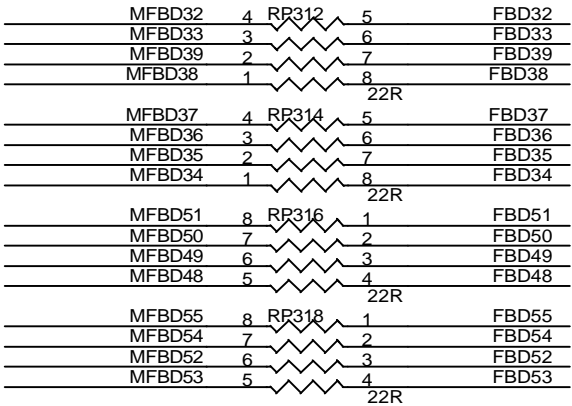 MFBD32 4 RP312 5 FBD32
MFBD33 3 6 FBD33
MFBD39 2 7 FBD39
MFBD38 1 8 FBD38
22R
MFBD37 4 RP314 5 FBD37
MFBD36 3 6 FBD36
MFBD35 2 7 FBD35
MFBD34 1 8 FBD34
22R
MFBD51 8 RP316 1 FBD51
MFBD50 7 2 FBD50
MFBD49 6 3 FBD49
MFBD48 5 4 FBD48
22R
MFBD55 8 RP318 1 FBD55
MFBD54 7 2 FBD54
MFBD52 6 3 FBD52
MFBD53 5 4 FBD53
22R